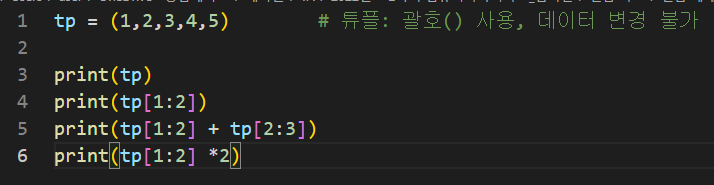 1 tp = (1,2,3,4,5) # 튜플: 괄호() 사용, 데이터 변경 불가
2
3 print(tp)
4 print(tp[1:2])
5 print(tp[1:2] + tp[2:3])
6 print(tp[1:2] *2)